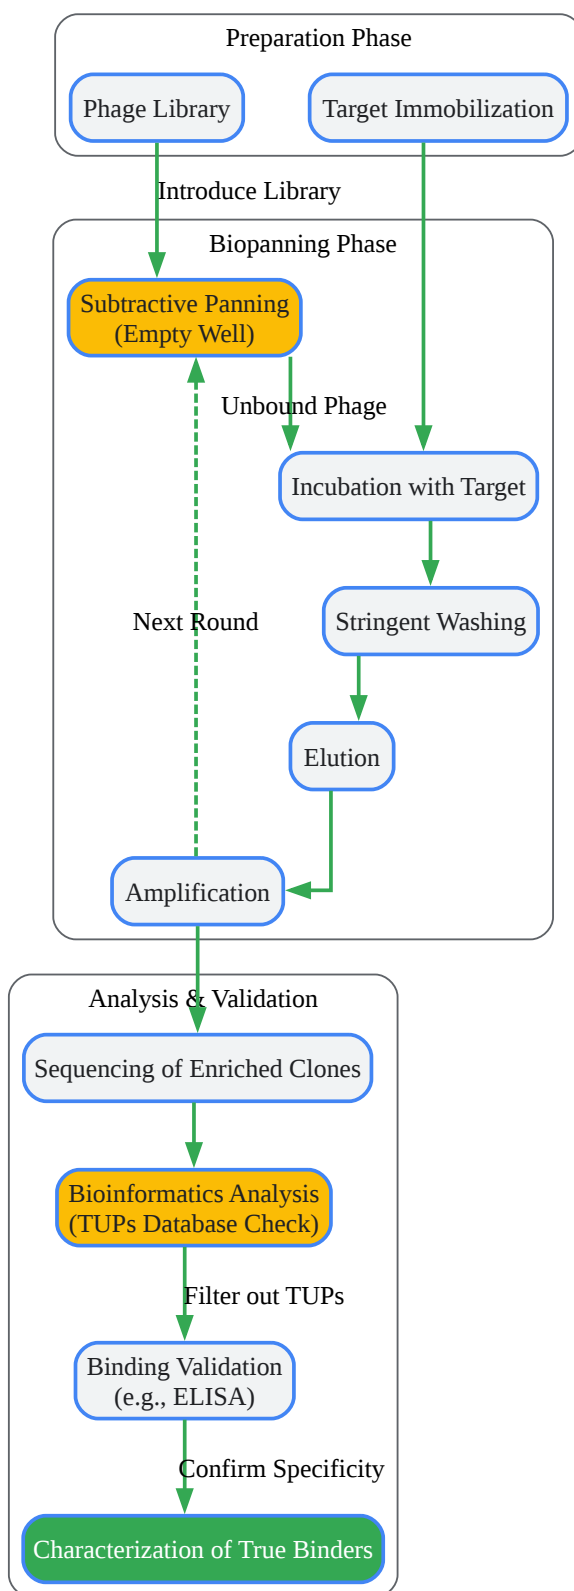 Preparation Phase
Phage Library
Target Immobilization
Introduce Library
Biopanning Phase
Subtractive Panning
(Empty Well)
Unbound Phage
Incubation with Target
Next Round
Stringent Washing
Elution
Amplification
Analysis & Validation
Sequencing of Enriched Clones
Bioinformatics Analysis
(TUPs Database Check)
Filter out TUPs
Binding Validation
(e.g., ELISA)
Confirm Specificity
Characterization of True Binders